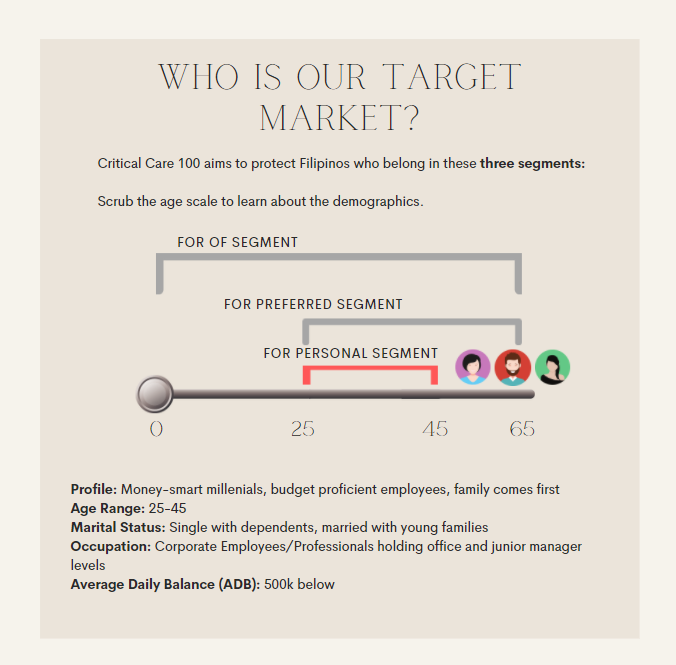 WHO IS OUR TARGET
MARKET?
Critical Care 100 aims to protect Filipinos who belong in these three segments:
Scrub the age scale to learn about the demographics.
FOR OF SEGMENT
FOR PREFERRED SEGMENT
FOR PERSONAL SEGMENT
0 25 45 65
Profile: Money-smart millenials, budget proficient employees, family comes first
Age Range: 25-45
Marital Status: Single with dependents, married with young families
Occupation: Corporate Employees/Professionals holding office and junior manager
levels
Average Daily Balance (ADB): 500k below